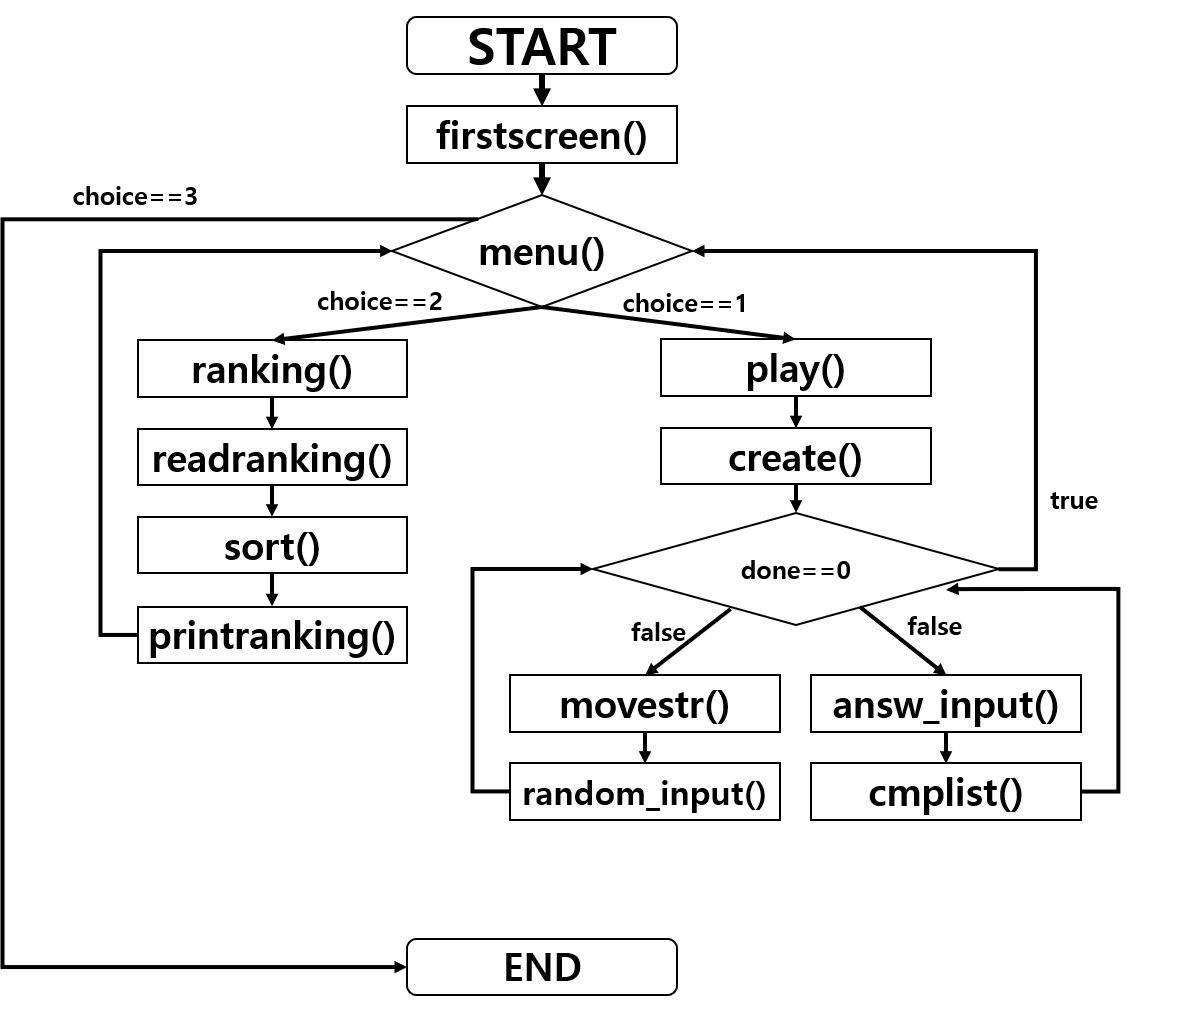 START
firstscreen()
choice==3
menu()
choice==2
choice==1
ranking()
play()
readranking()
create()
true
sort()
done==0
printranking()
false
false
movestr()
answ_input()
random_input()
cmplist()
END